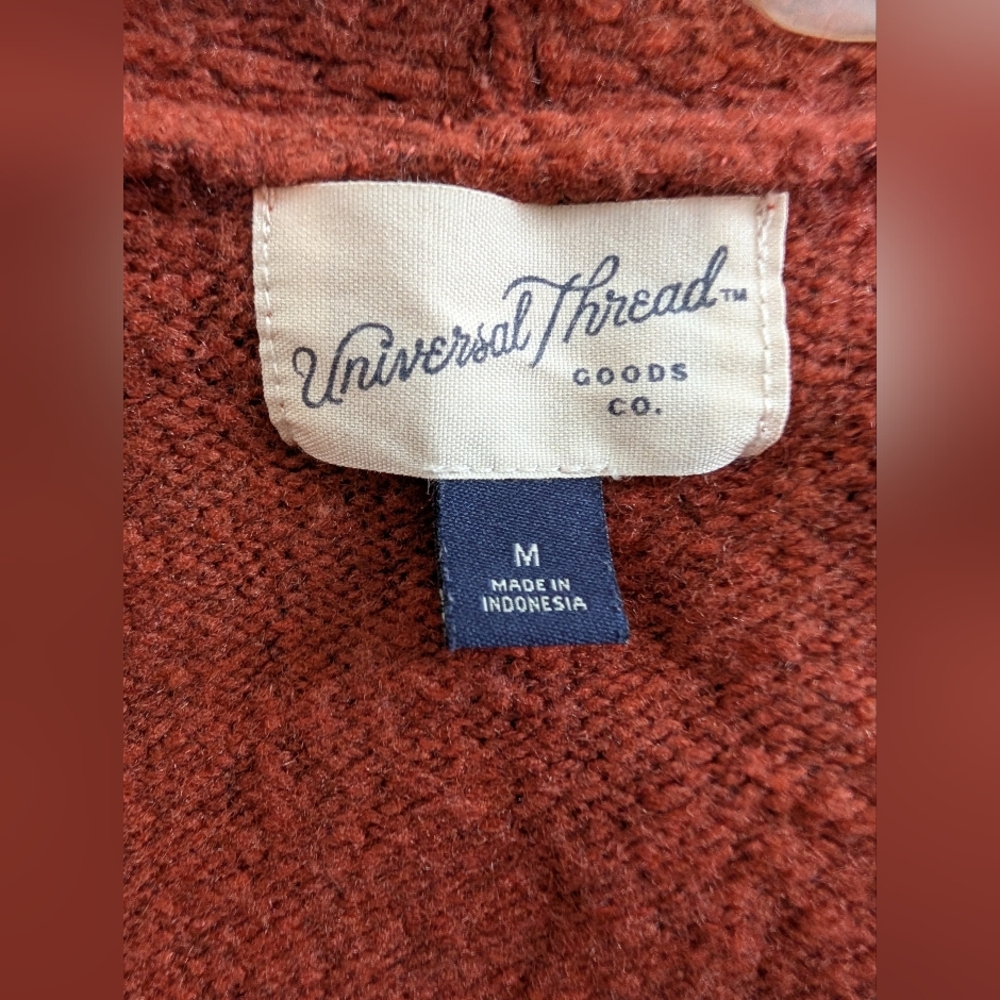 Universal Thread™
GOODS
CO.
M
MADE IN
INDONESIA